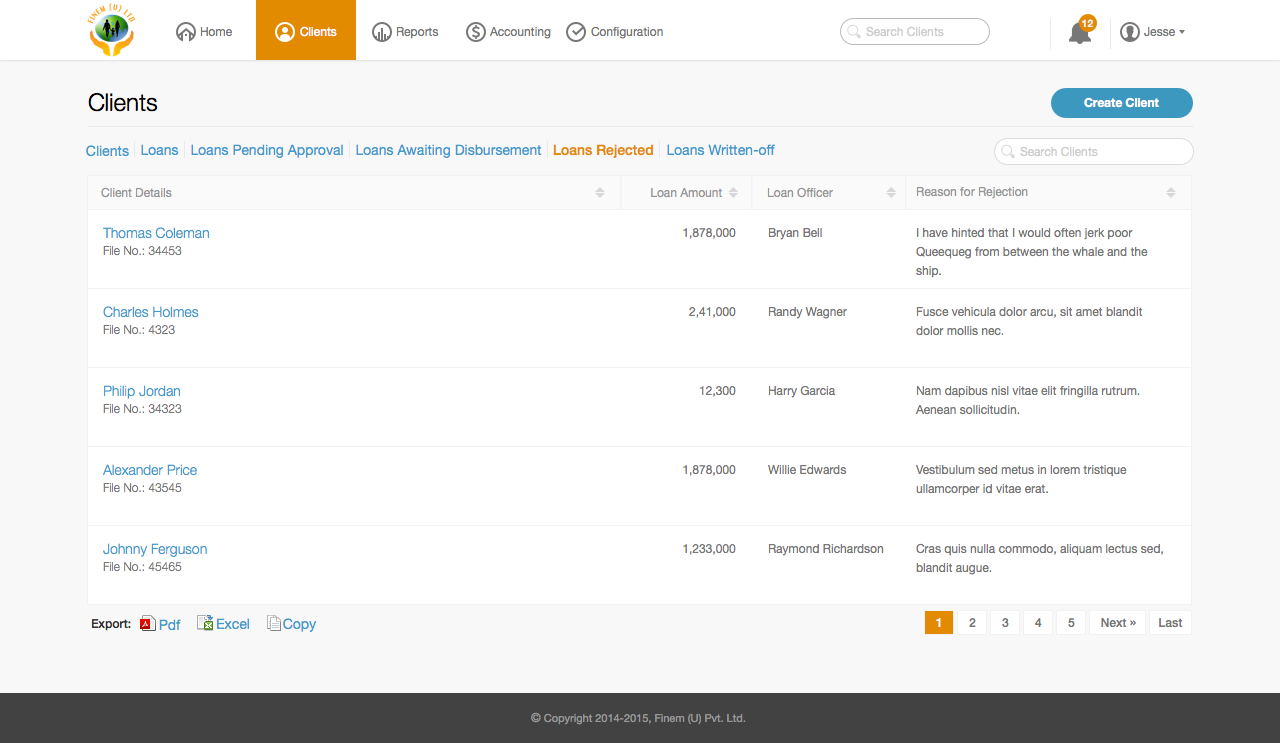 FINEM (U) LTD
Home
Clients
Reports
Accounting
Configuration
Search Clients
12
Jesse
Clients
Create Client
Clients
Loans
Loans Pending Approval
Loans Awaiting Disbursement
Loans Rejected
Loans Written-off
Search Clients
Client Details
Loan Amount
Loan Officer
Reason for Rejection
Thomas Coleman
File No.: 34453
1,878,000
Bryan Bell
I have hinted that I would often jerk poor
Queequeg from between the whale and the
ship.
Charles Holmes
File No.: 4323
2,41,000
Randy Wagner
Fusce vehicula dolor arcu, sit amet blandit
dolor mollis nec.
Philip Jordan
File No.: 34323
12,300
Harry Garcia
Nam dapibus nisl vitae elit fringilla rutrum.
Aenean sollicitudin.
Alexander Price
File No.: 43545
1,878,000
Willie Edwards
Vestibulum sed metus in lorem tristique
ullamcorper id vitae erat.
Johnny Ferguson
File No.: 45465
1,233,000
Raymond Richardson
Cras quis nulla commodo, aliquam lectus sed,
blandit augue.
Export:
Pdf
Excel
Copy
1
2
3
4
5
Next »
Last
© Copyright 2014-2015, Finem (U) Pvt. Ltd.